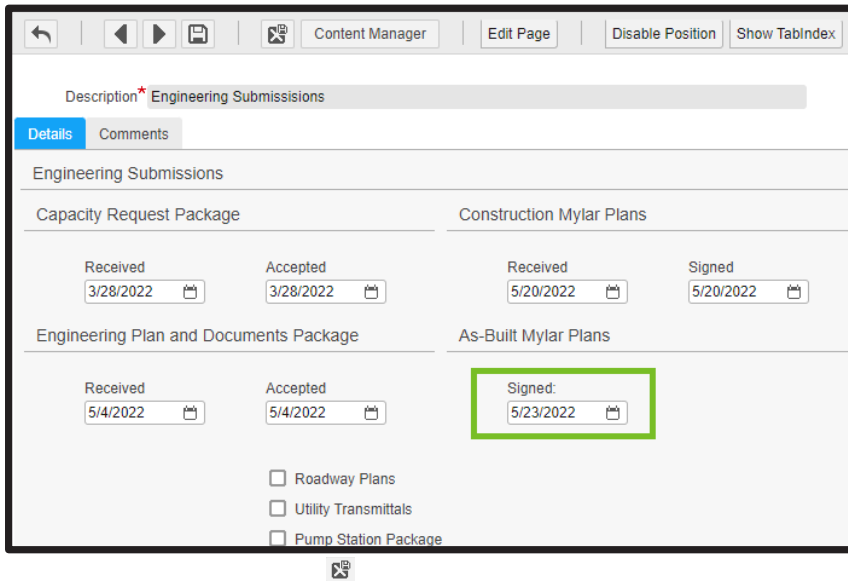 Content Manager Edit Page Disable Position Show TabIndex
Description* Engineering Submissisions
Details Comments
Engineering Submissions
Capacity Request Package Construction Mylar Plans
Received Accepted Received Signed
3/28/2022 3/28/2022 5/20/2022 5/20/2022
Engineering Plan and Documents Package As-Built Mylar Plans
Received Accepted Signed:
5/4/2022 5/4/2022 5/23/2022
Roadway Plans
Utility Transmittals
Pump Station Package